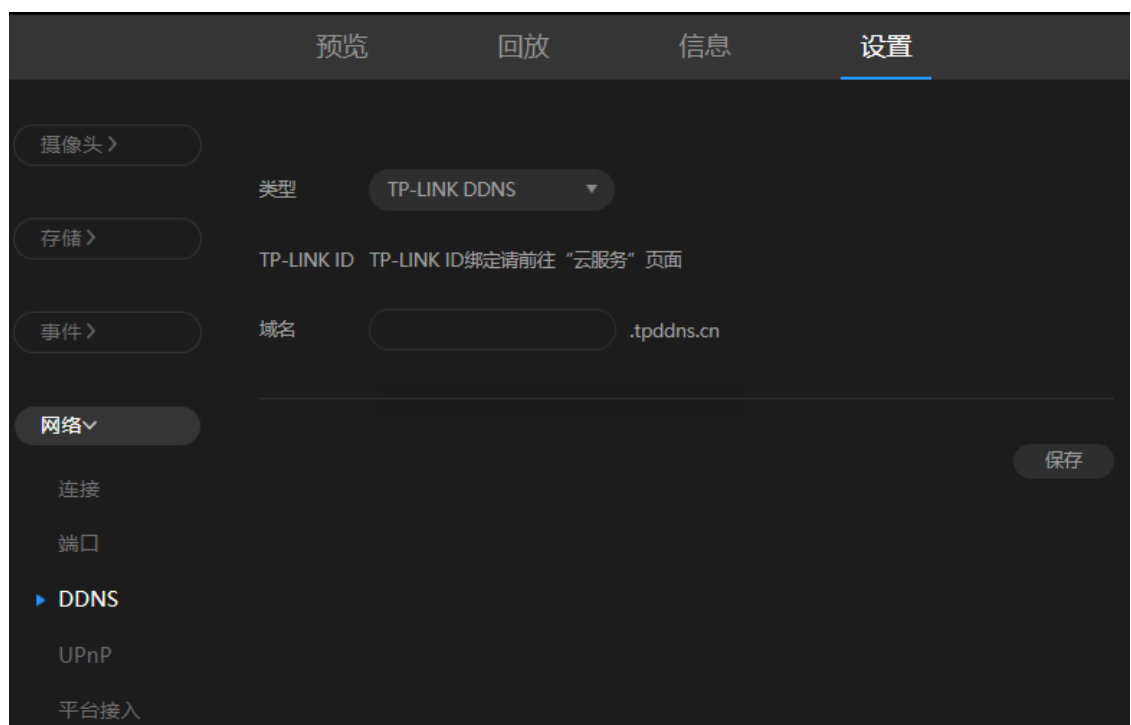 预览 回放 信息 设置
摄像头
存储
事件
网络
连接
端口
DDNS
UPnP
平台接入
类型 TP-LINK DDNS
TP-LINK ID TP-LINK ID绑定请前往“云服务”页面
域名 .tpddns.cn
保存